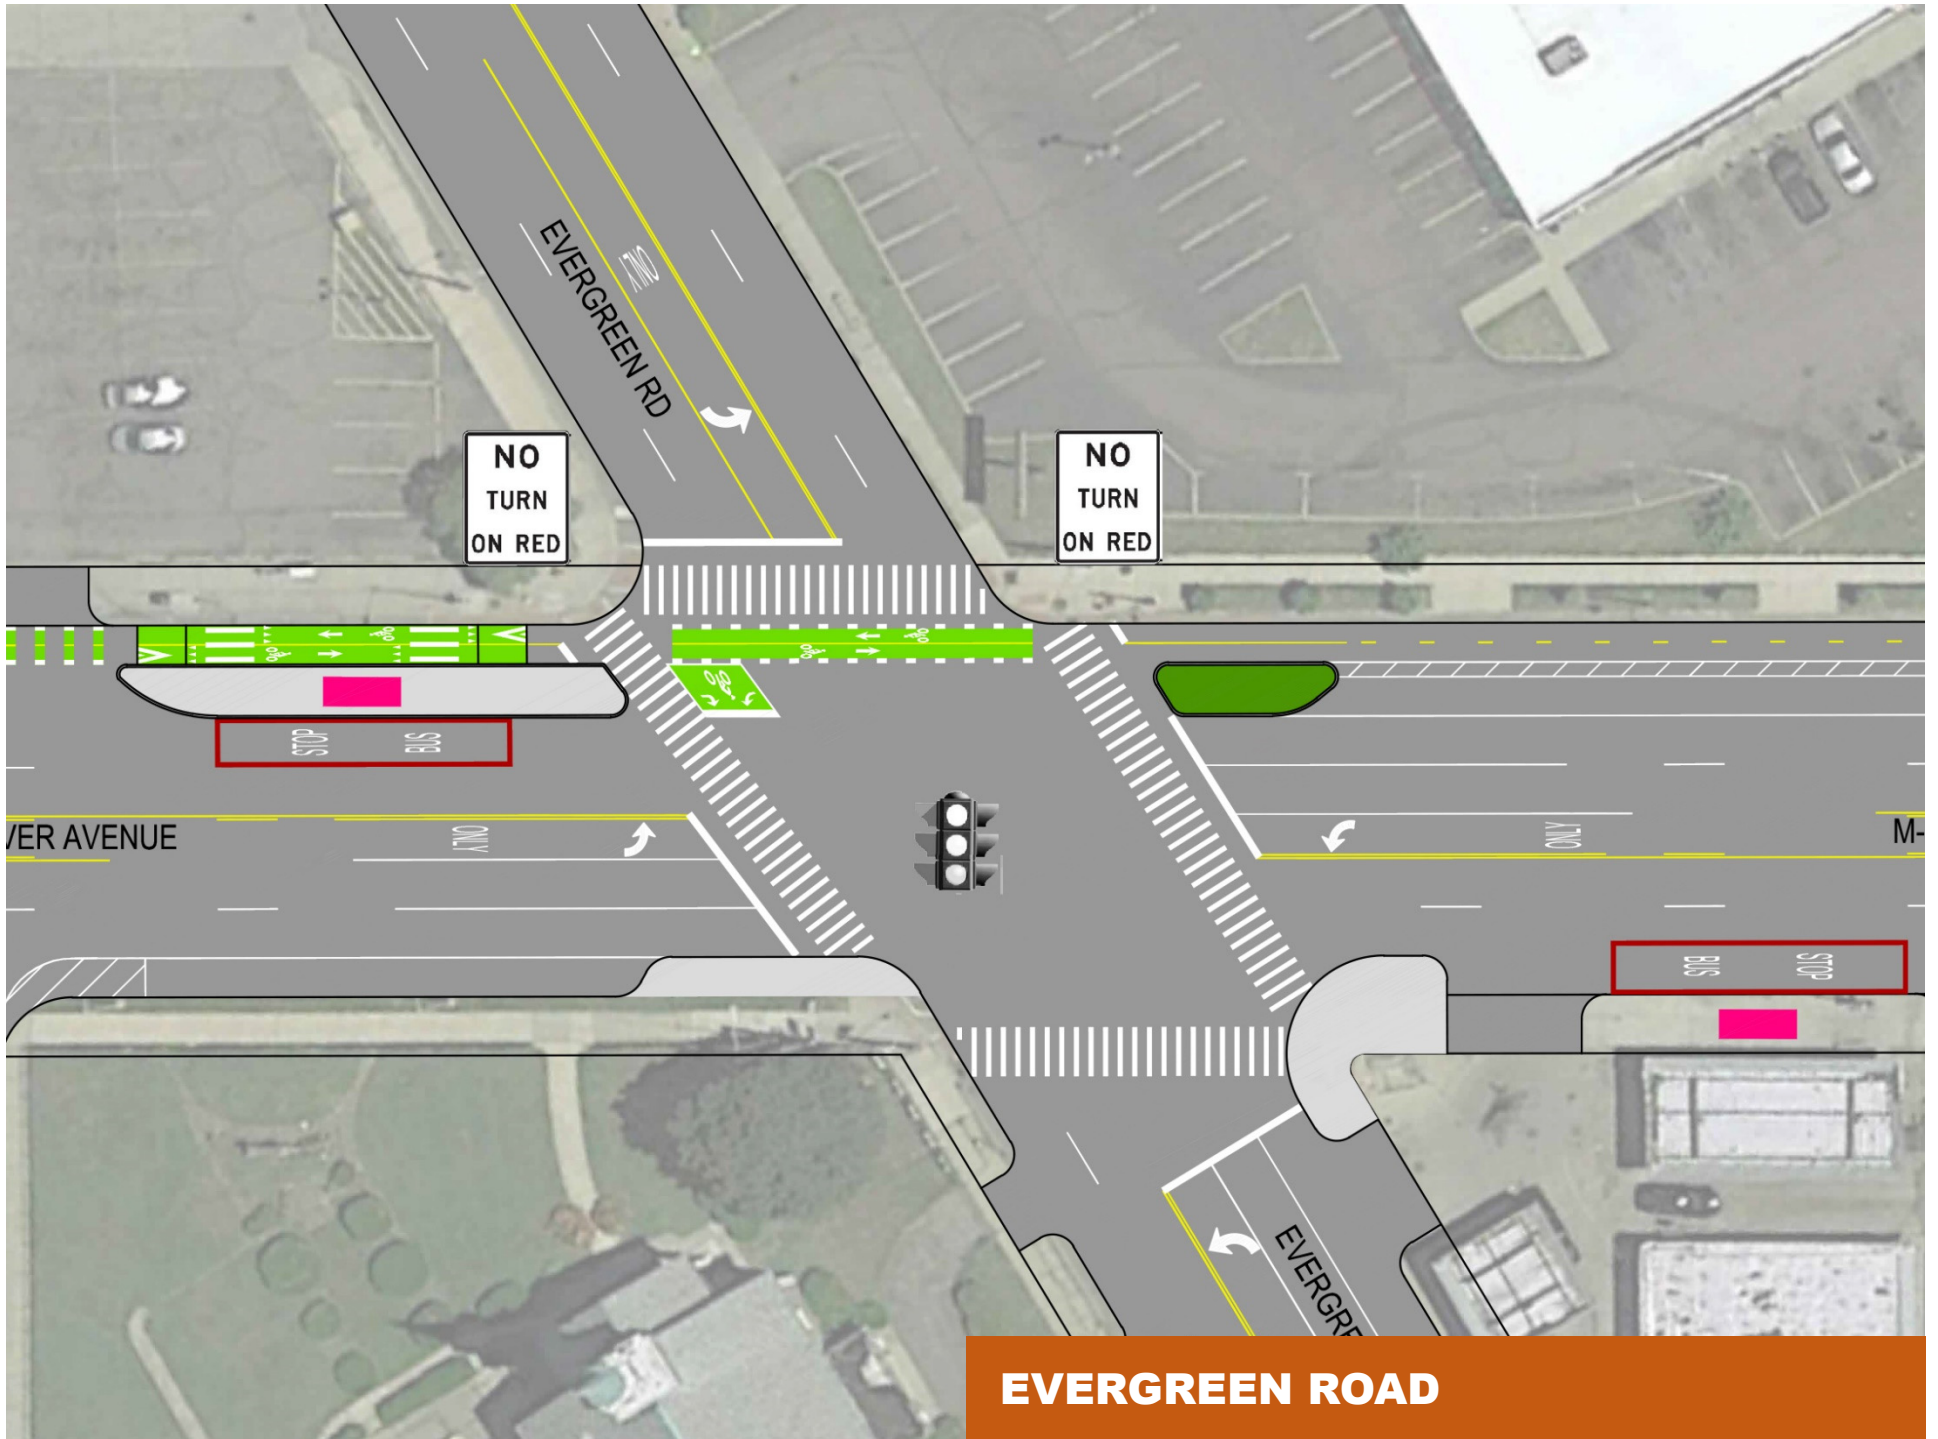 ONLY
EVERGREEN RD
NO
TURN
ON RED
NO
TURN
ON RED
STOP
BUS
VER AVENUE
ONLY
ONLY
M-
BUS
STOP
EVERGRE
EVERGREEN ROAD